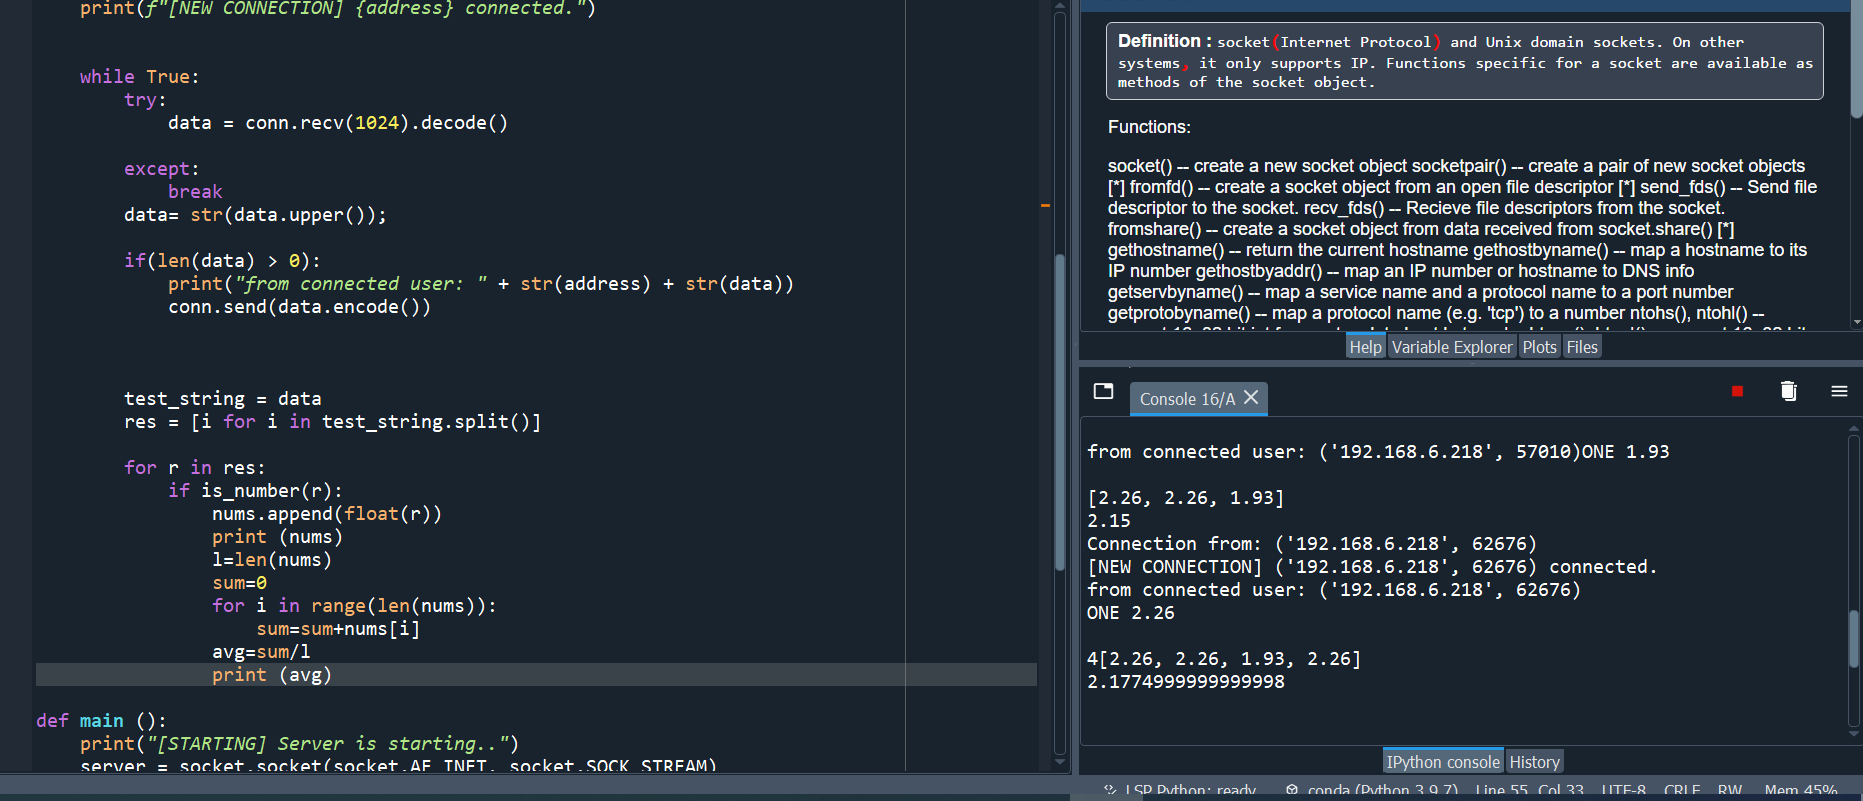 print(f"[NEW CONNECTION] {address} connected.")
while True:
try:
data = conn.recv(1024).decode()
except:
break
data= str(data.upper());
if(len(data) > 0):
print("from connected user: " + str(address) + str(data))
conn.send(data.encode())
test_string = data
res = [i for i in test_string.split()]
for r in res:
if is_number(r):
nums.append(float(r))
print (nums)
l=len(nums)
sum=0
for i in range(len(nums)):
sum=sum+nums[i]
avg=sum/l
print (avg)
def main ():
print("[STARTING] Server is starting..")
server = socket.socket(socket.AF_INET, socket.SOCK_STREAM)
Definition : socket(Internet Protocol) and Unix domain sockets. On other
systems, it only supports IP. Functions specific for a socket are available as
methods of the socket object.
Functions:
socket() -- create a new socket object socketpair() -- create a pair of new socket objects
[*] fromfd() -- create a socket object from an open file descriptor [*] send_fds() -- Send file
descriptor to the socket. recv_fds() -- Recieve file descriptors from the socket.
fromshare() -- create a socket object from data received from socket.share() [*]
gethostname() -- return the current hostname gethostbyname() -- map a hostname to its
IP number gethostbyaddr() -- map an IP number or hostname to DNS info
getservbyname() -- map a service name and a protocol name to a port number
getprotobyname() -- map a protocol name (e.g. 'tcp') to a number ntohs(), ntohl() --
Help Variable Explorer Plots Files
Console 16/A
from connected user: ('192.168.6.218', 57010)ONE 1.93
[2.26, 2.26, 1.93]
2.15
Connection from: ('192.168.6.218', 62676)
[NEW CONNECTION] ('192.168.6.218', 62676) connected.
from connected user: ('192.168.6.218', 62676)
ONE 2.26
4[2.26, 2.26, 1.93, 2.26]
2.1774999999999998
IPython console History
LSP Python: ready conda (Python 3.9.7) Line 55, Col 33 UTF-8 CRLF RW Mem 45%